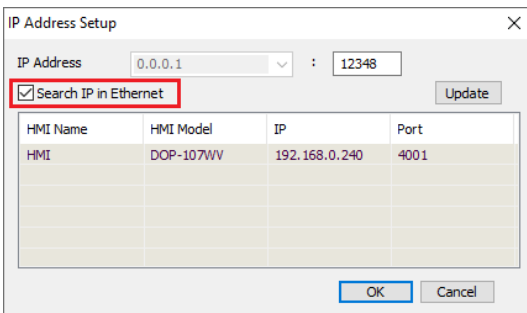 IP Address Setup
IP Address 0.0.0.1 : 12348
Search IP in Ethernet Update
HMI Name HMI Model IP Port
HMI DOP-107WV 192.168.0.240 4001
OK Cancel